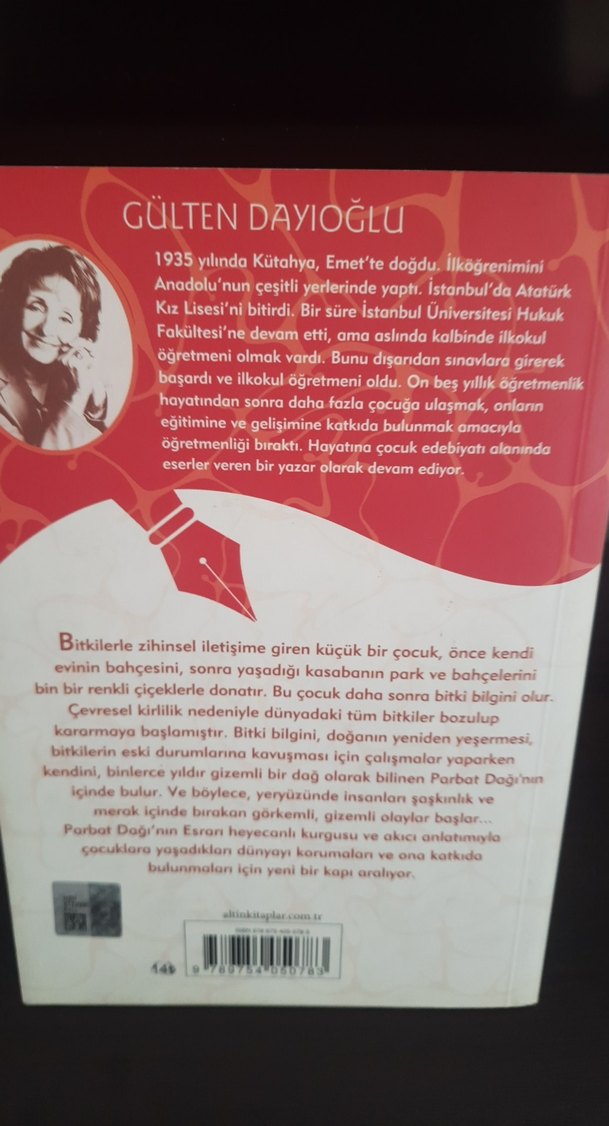 GÜLTEN DAYIOĞLU
1935 yılında Kütahya, Emet'te doğdu. İlköğrenimini
Anadolu'nun çeşitli yerlerinde yaptı. İstanbul'da Atatürk
Kız Lisesi'ni bitirdi. Bir süre İstanbul Üniversitesi Hukuk
Fakültesi'ne devam etti, ama aslında kalbinde ilkokul
öğretmeni olmak vardı. Bunu dışarıdan sınavlara girerek
başardı ve ilkokul öğretmeni oldu. On beş yıllık öğretmenlik
hayatından sonra daha fazla çocuğa ulaşmak, onların
eğitimine ve gelişimine katkıda bulunmak amacıyla
öğretmenliği bıraktı. Hayatına çocuk edebiyatı alanında
eserler veren bir yazar olarak devam ediyor.
Bitkilerle zihinsel iletişime giren küçük bir çocuk, önce kendi
evinin bahçesini, sonra yaşadığı kasabanın park ve bahçelerini
bin bir renkli çiçeklerle donatır. Bu çocuk daha sonra bitki bilgini olur.
Çevresel kirlilik nedeniyle dünyadaki tüm bitkiler bozulup
kararmaya başlamıştır. Bitki bilgini, doğanın yeniden yeşermesi,
bitkilerin eski durumlarına kavuşması için çalışmalar yaparken
kendini, binlerce yıldır gizemli bir dağ olarak bilinen Parbat Dağı'nın
içinde bulur. Ve böylece, yeryüzünde insanları şaşkınlık ve
merak içinde bırakan görkemli, gizemli olaylar başlar...
Parbat Dağı'nın Esrarı heyecanlı kurgusu ve akıcı anlatımıyla
çocuklara yaşadıkları dünyayı korumaları ve ona katkıda
bulunmaları için yeni bir kapı aralıyor.
altinkitaplar.com.tr
9 789754 050783